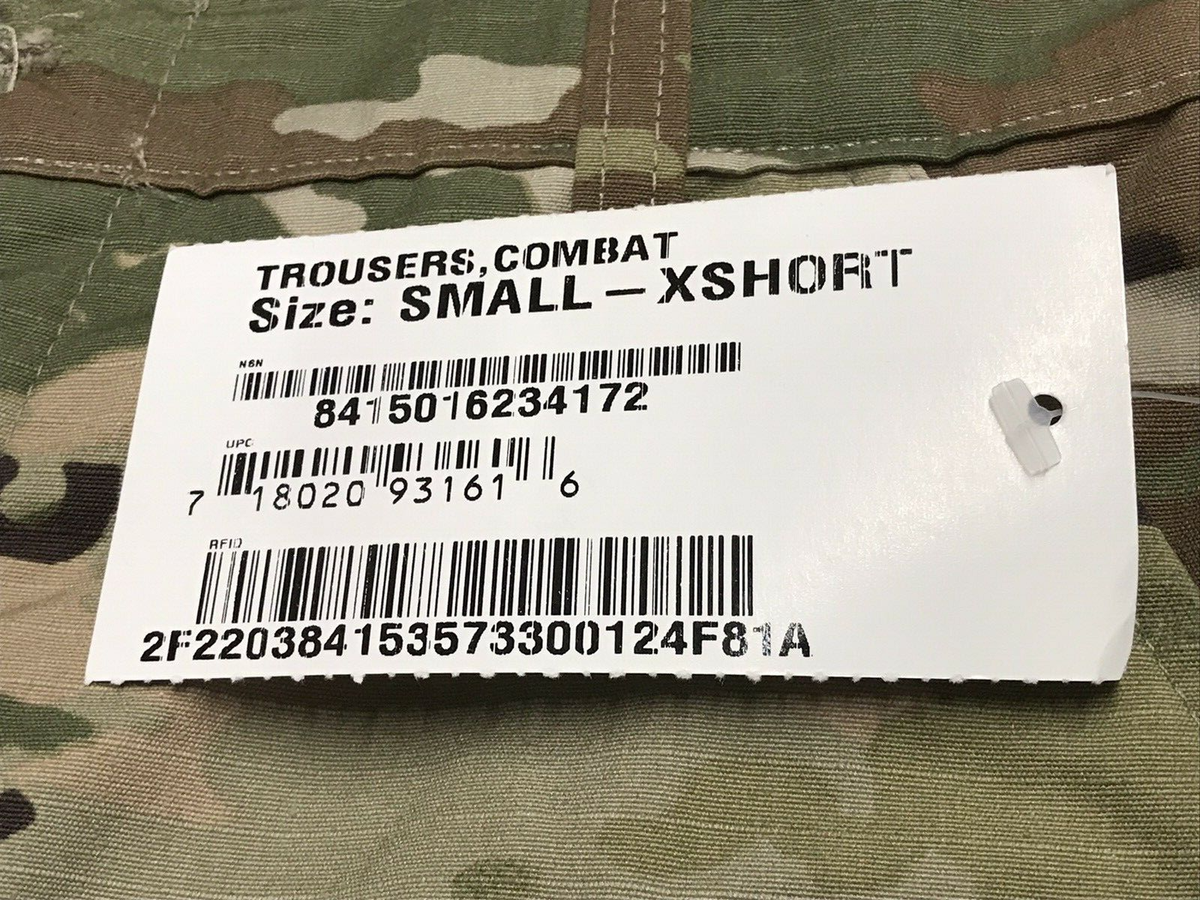 TROUSERS,COMBAT
Size: SMALL – XSHORT
NSN
8415016234172
UPC
7 18020 93161 6
RFID
2F220384153573300124F81A